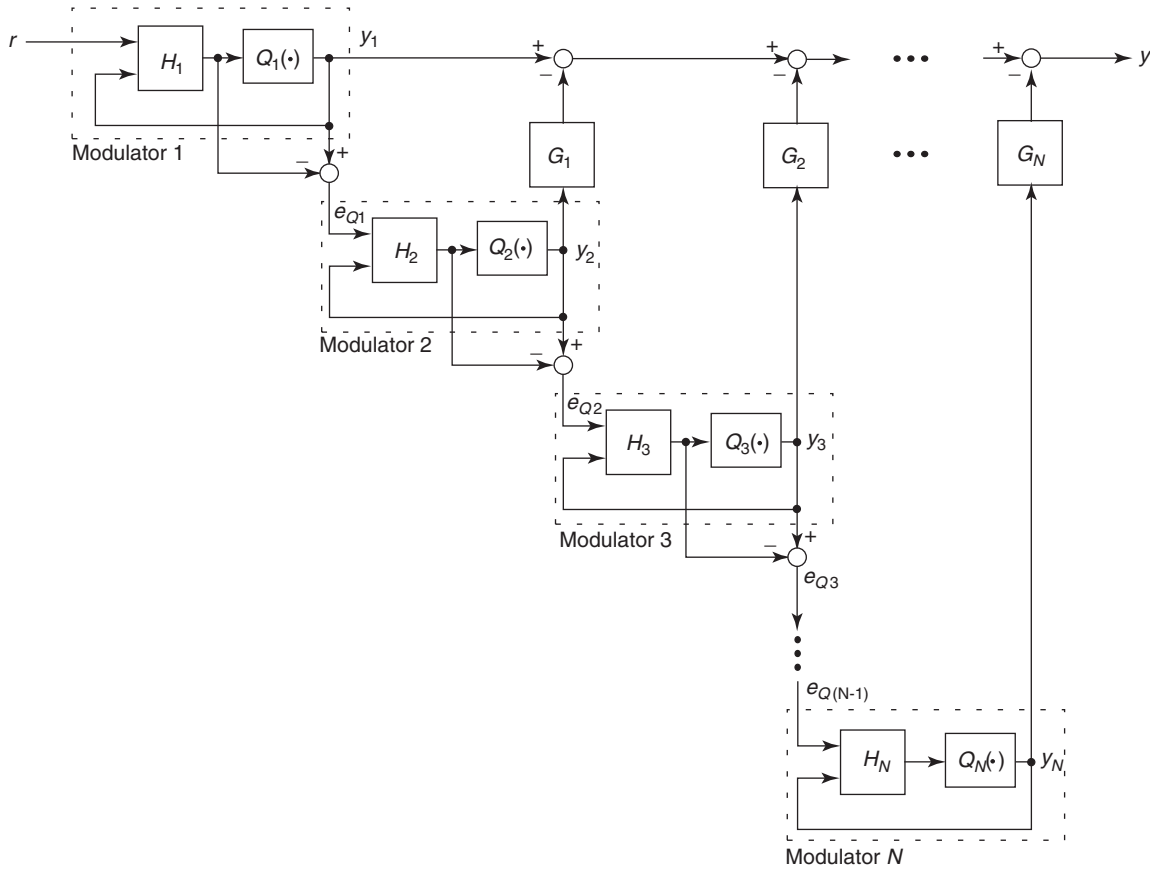 r
H1
Q1(•)
y1
+
−
+
−
•••
+
−
y
Modulator 1
−
+
G1
G2
•••
GN
eQ1
H2
Q2(•)
y2
Modulator 2
−
+
eQ2
H3
Q3(•)
y3
Modulator 3
−
+
eQ3
eQ(N-1)
HN
QN(•)
yN
Modulator N